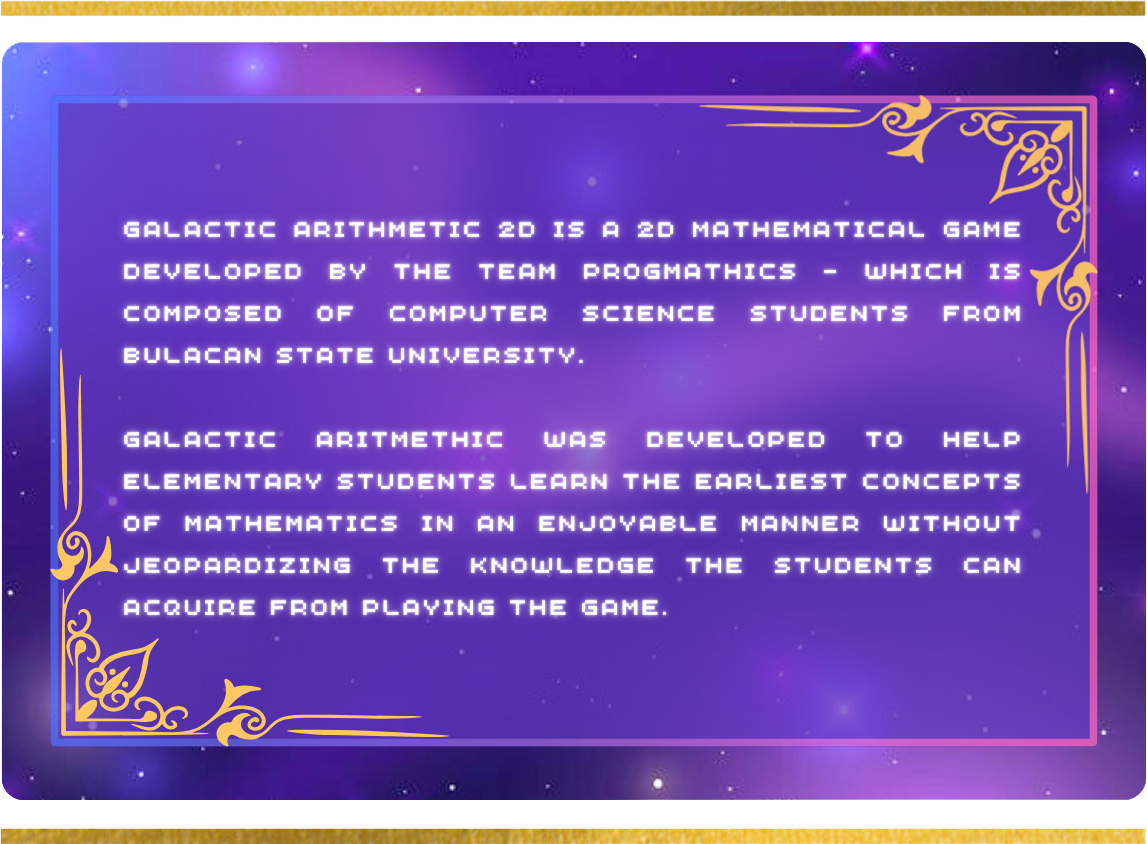 GALACTIC ARITHMETIC 2D IS A 2D MATHEMATICAL GAME
DEVELOPED BY THE TEAM PROGMATHICS - WHICH IS
COMPOSED OF COMPUTER SCIENCE STUDENTS FROM
BULACAN STATE UNIVERSITY.
GALACTIC ARITMETHIC WAS DEVELOPED TO HELP
ELEMENTARY STUDENTS LEARN THE EARLIEST CONCEPTS
OF MATHEMATICS IN AN ENJOYABLE MANNER WITHOUT
JEOPARDIZING THE KNOWLEDGE THE STUDENTS CAN
ACQUIRE FROM PLAYING THE GAME.